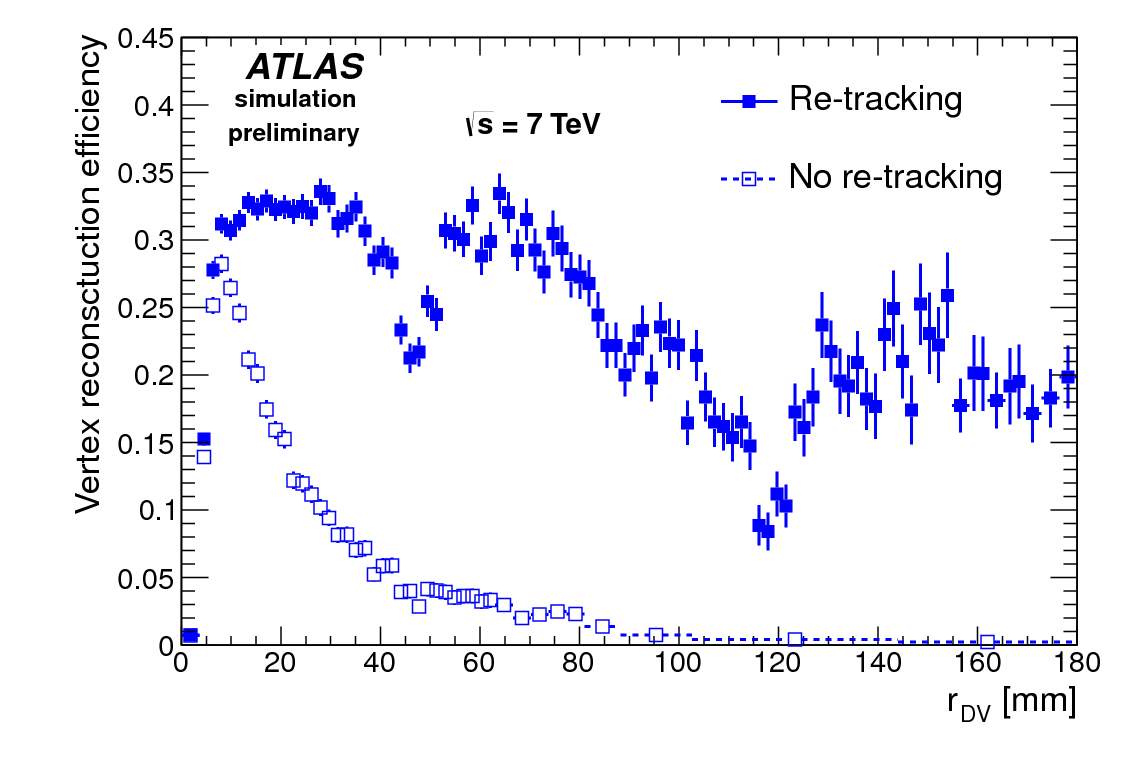 ATLAS
simulation
preliminary
√s = 7 TeV
Re-tracking
No re-tracking
Vertex reconsctuction efficiency
0.45
0.4
0.35
0.3
0.25
0.2
0.15
0.1
0.05
0
0 20 40 60 80 100 120 140 160 180
r_DV [mm]